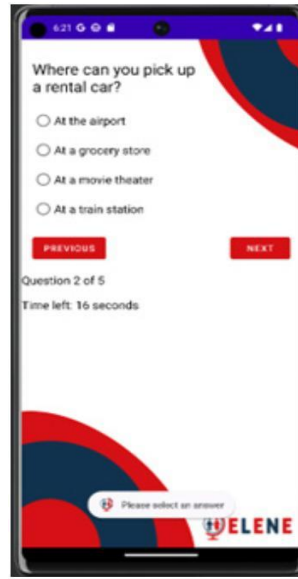 6:21
Where can you pick up
a rental car?
At the airport
At a grocery store
At a movie theater
At a train station
PREVIOUS
NEXT
Question 2 of 5
Time left: 16 seconds
Please select an answer
ELENE